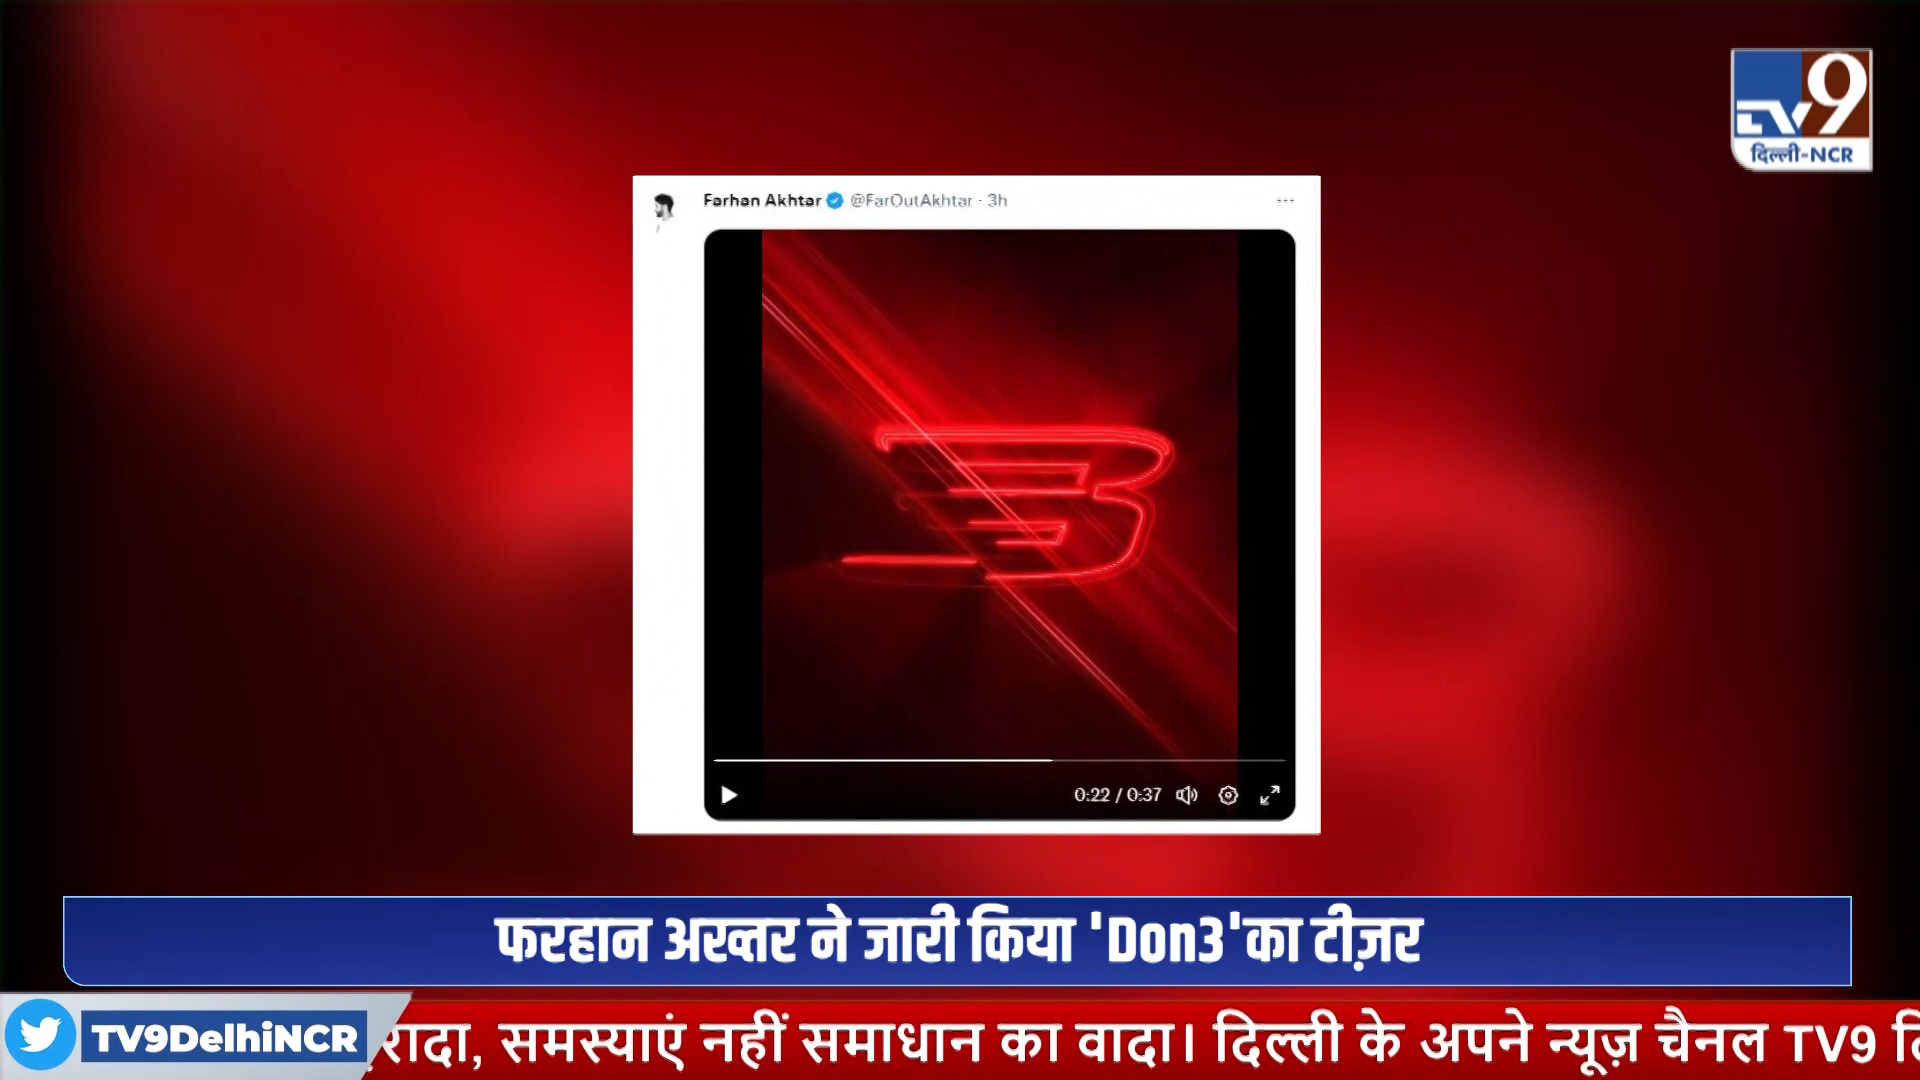 TV9
दिल्ली-NCR
Farhan Akhtar @FarOutAkhtar · 3h
3
0:22 / 0:37
फरहान अख्तर ने जारी किया 'Don3'का टीज़र
TV9DelhiNCR
समस्याएं नहीं समाधान का वादा। दिल्ली के अपने न्यूज़ चैनल TV9